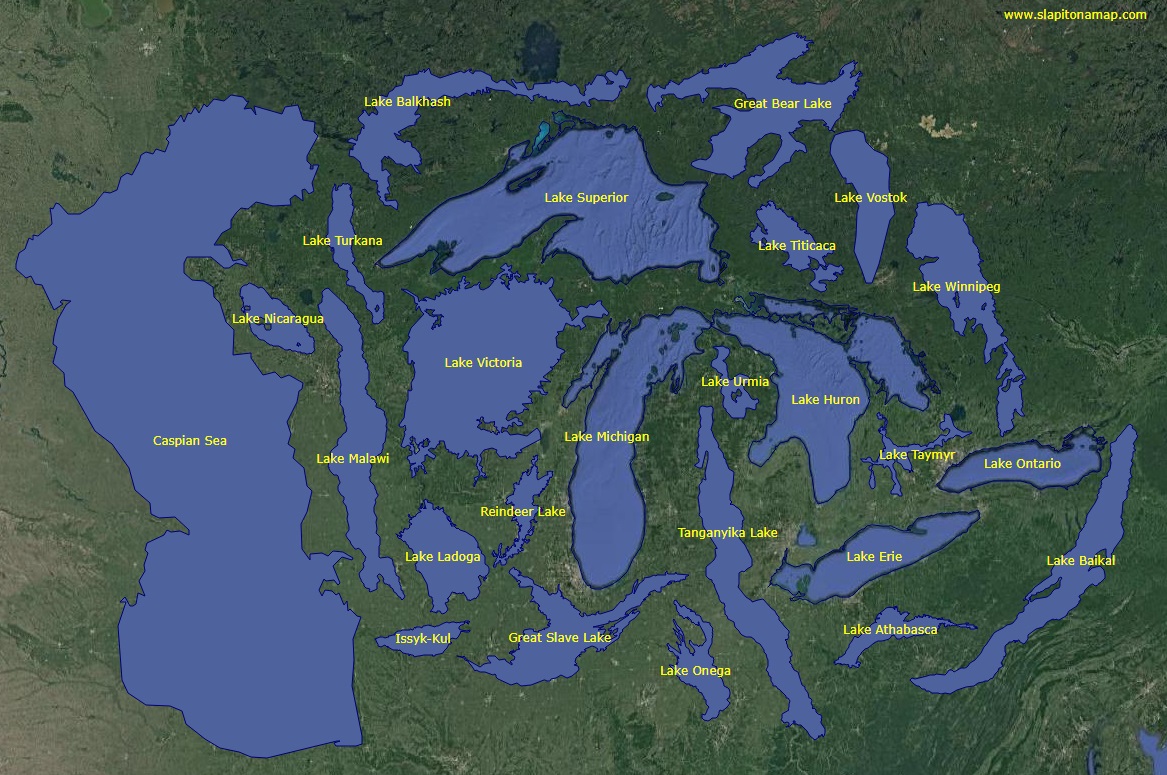 www.slapitonamap.com
Lake Balkhash
Great Bear Lake
Lake Superior
Lake Vostok
Lake Turkana
Lake Titicaca
Lake Winnipeg
Lake Nicaragua
Lake Victoria
Lake Urmia
Lake Huron
Caspian Sea
Lake Michigan
Lake Malawi
Lake Taymyr
Lake Ontario
Reindeer Lake
Tanganyika Lake
Lake Ladoga
Lake Erie
Lake Baikal
Issyk-Kul
Great Slave Lake
Lake Athabasca
Lake Onega